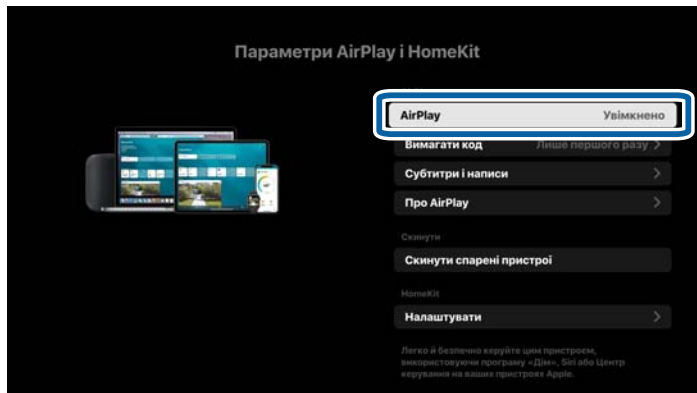 Параметри AirPlay і HomeKit
AirPlay Увімкнено
Вимагати код Лише першого разу
Субтитри і написи
Про AirPlay
Скинути
Скинути спарені пристрої
HomeKit
Налаштувати
Легко й безпечно керуйте цим пристроєм,
використовуючи програму «Дім», Siri або Центр
керування на ваших пристроях Apple.